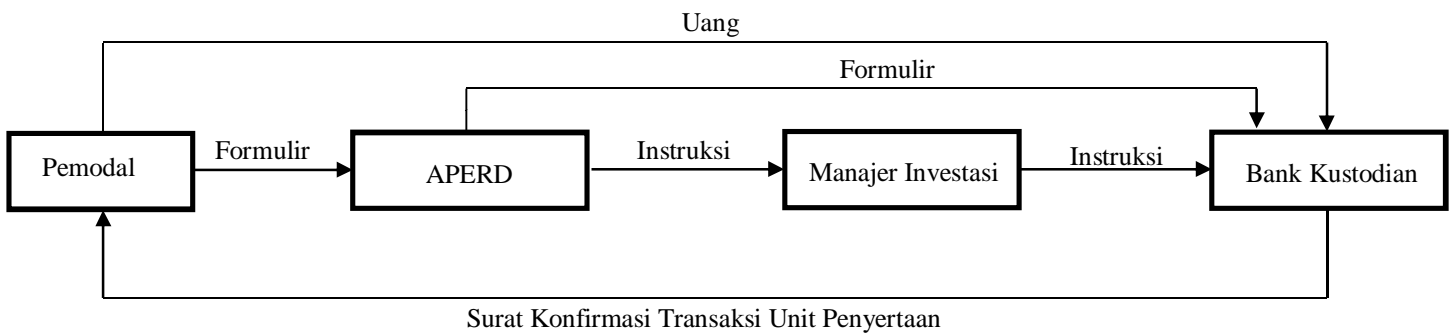 Uang
Formulir
Pemodal
Formulir
APERD
Instruksi
Manajer Investasi
Instruksi
Bank Kustodian
Surat Konfirmasi Transaksi Unit Penyertaan